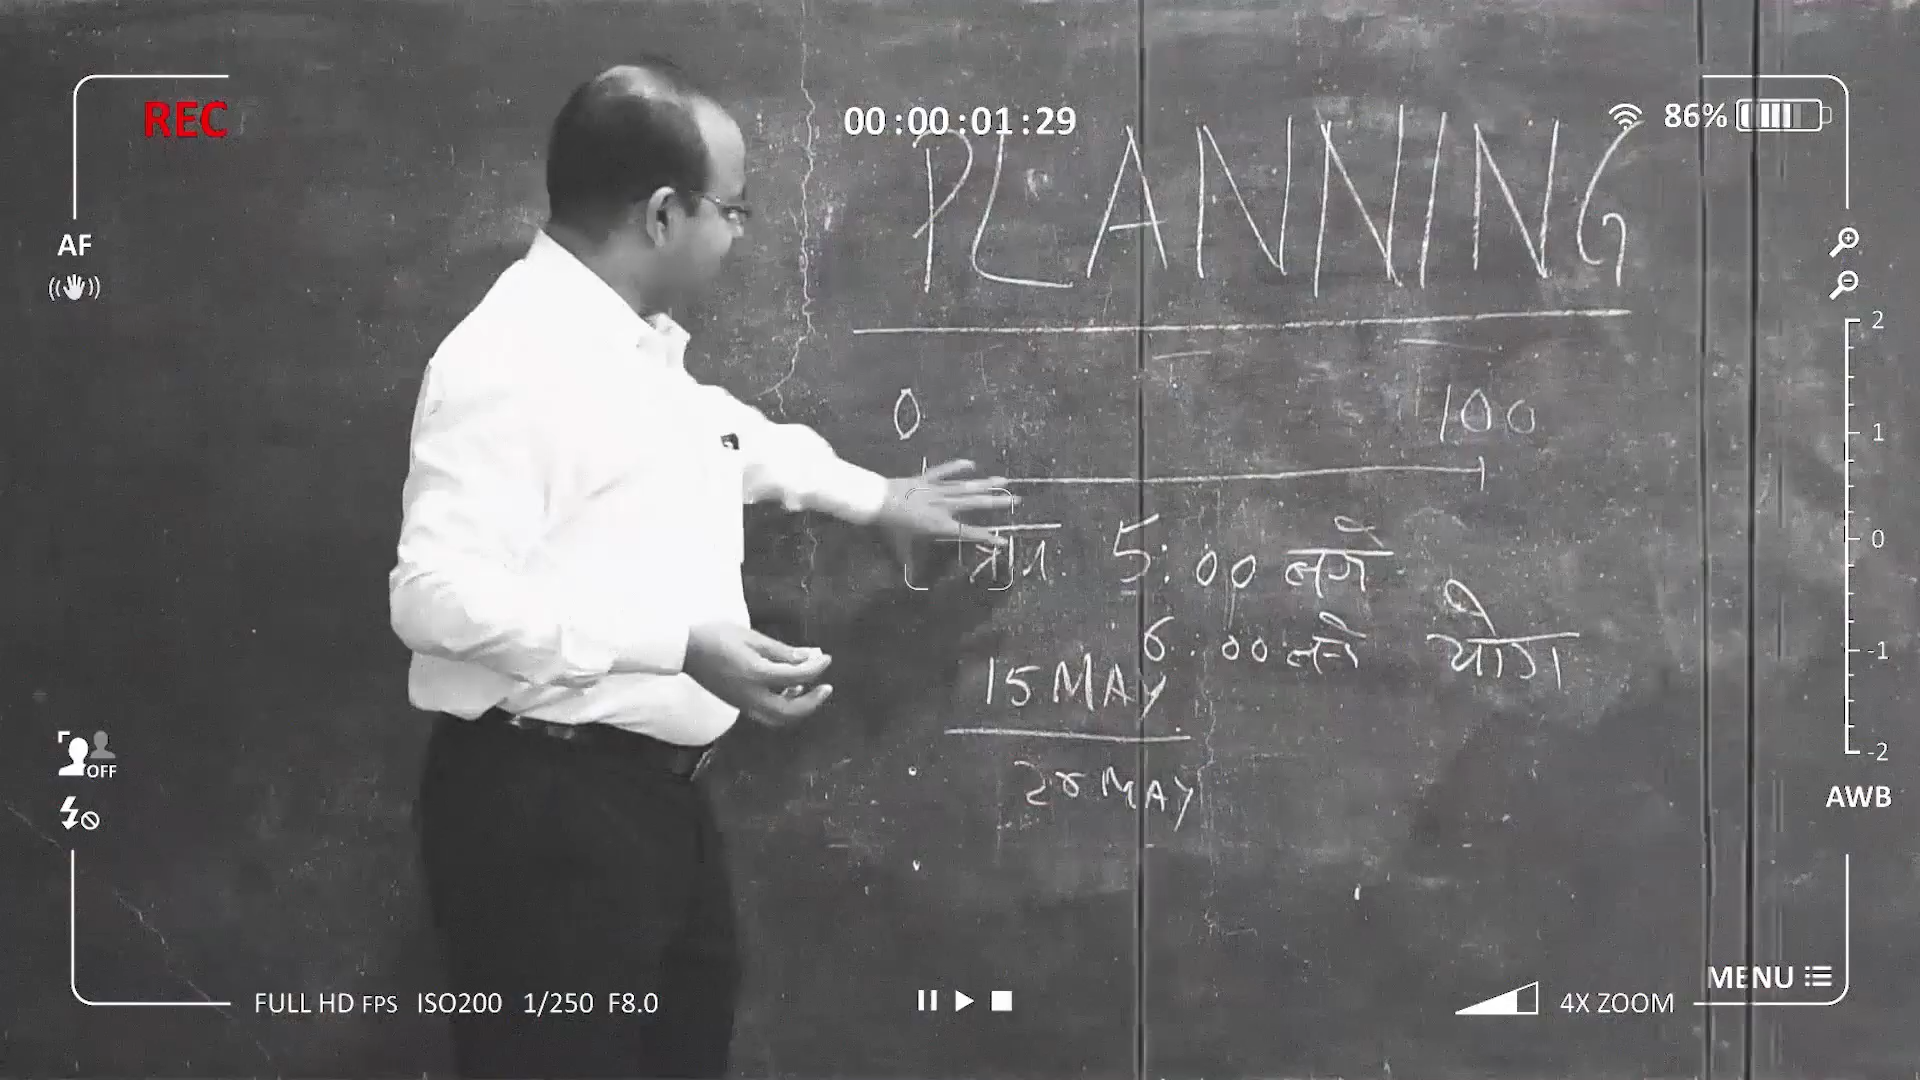 REC
00:00:01:29
86%
PLANNING
AF
2
0
100
1
5:00 बजे
0
6:00 बजे योग
-1
15 MAY
OFF
-2
28 MAY
AWB
MENU
FULL HD FPS ISO200 1/250 F8.0
4X ZOOM